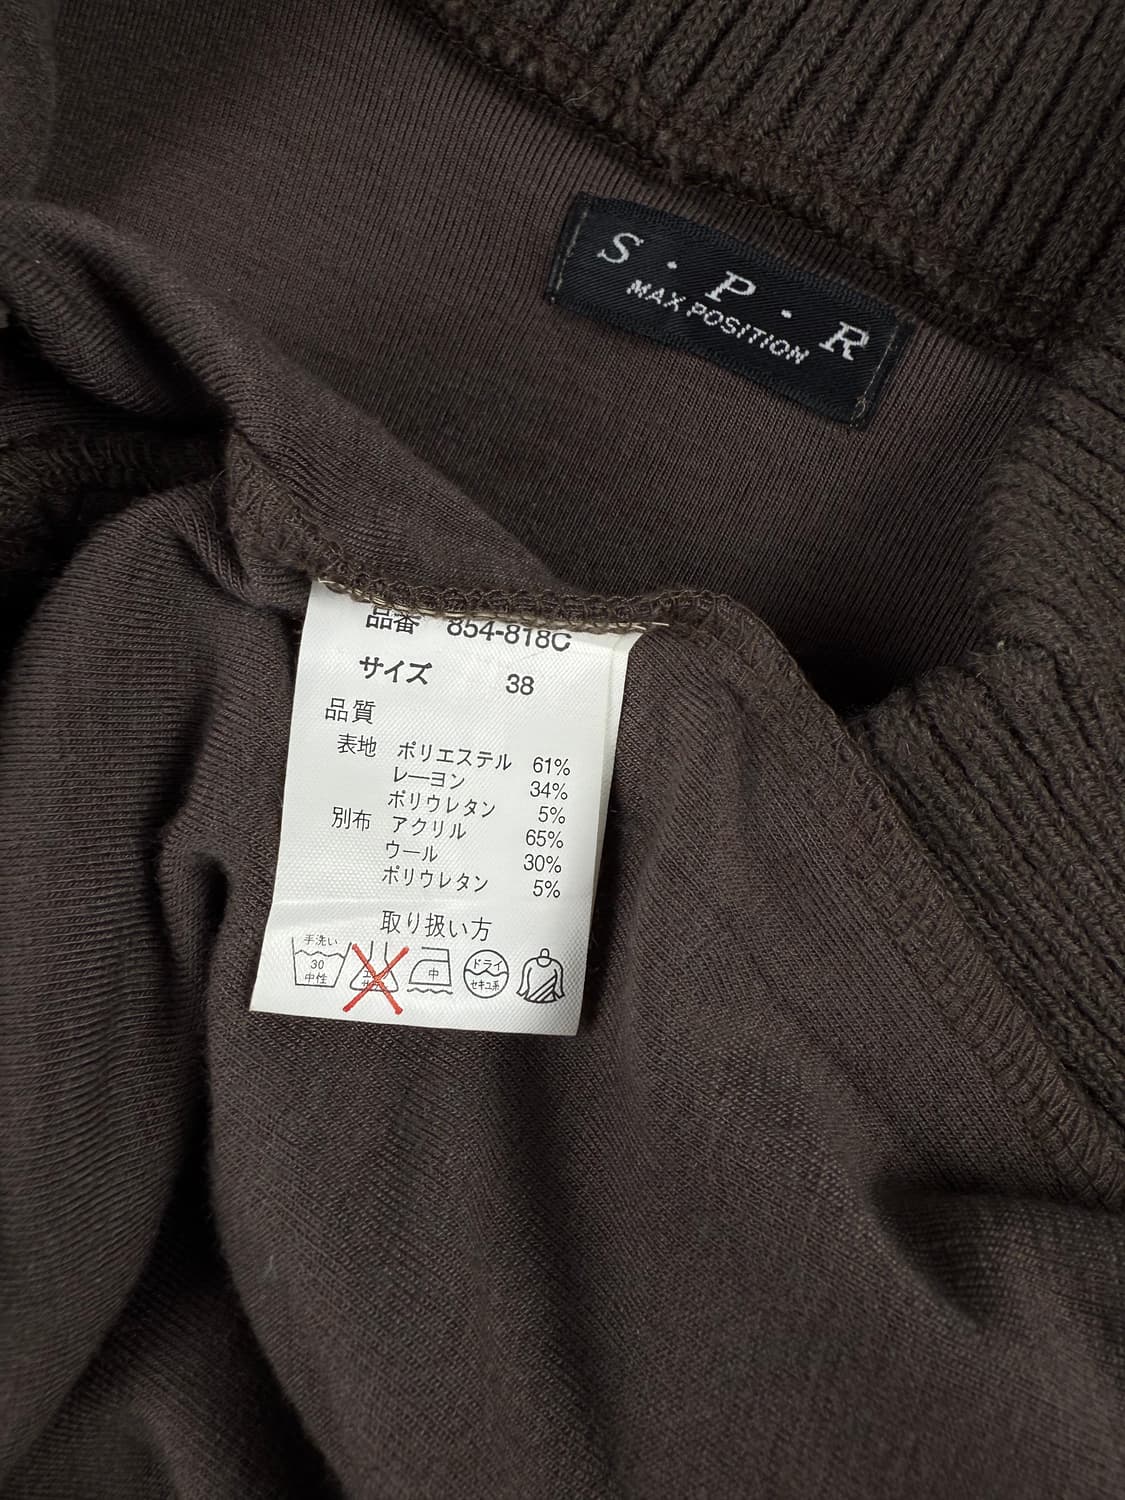 S・P・R
MAX POSITION
品番 854-818C
サイズ 38
品質
表地 ポリエステル 61%
レーヨン 34%
ポリウレタン 5%
別布 アクリル 65%
ウール 30%
ポリウレタン 5%
取り扱い方
手洗い
30
中性
中
ドライ
セキユ系